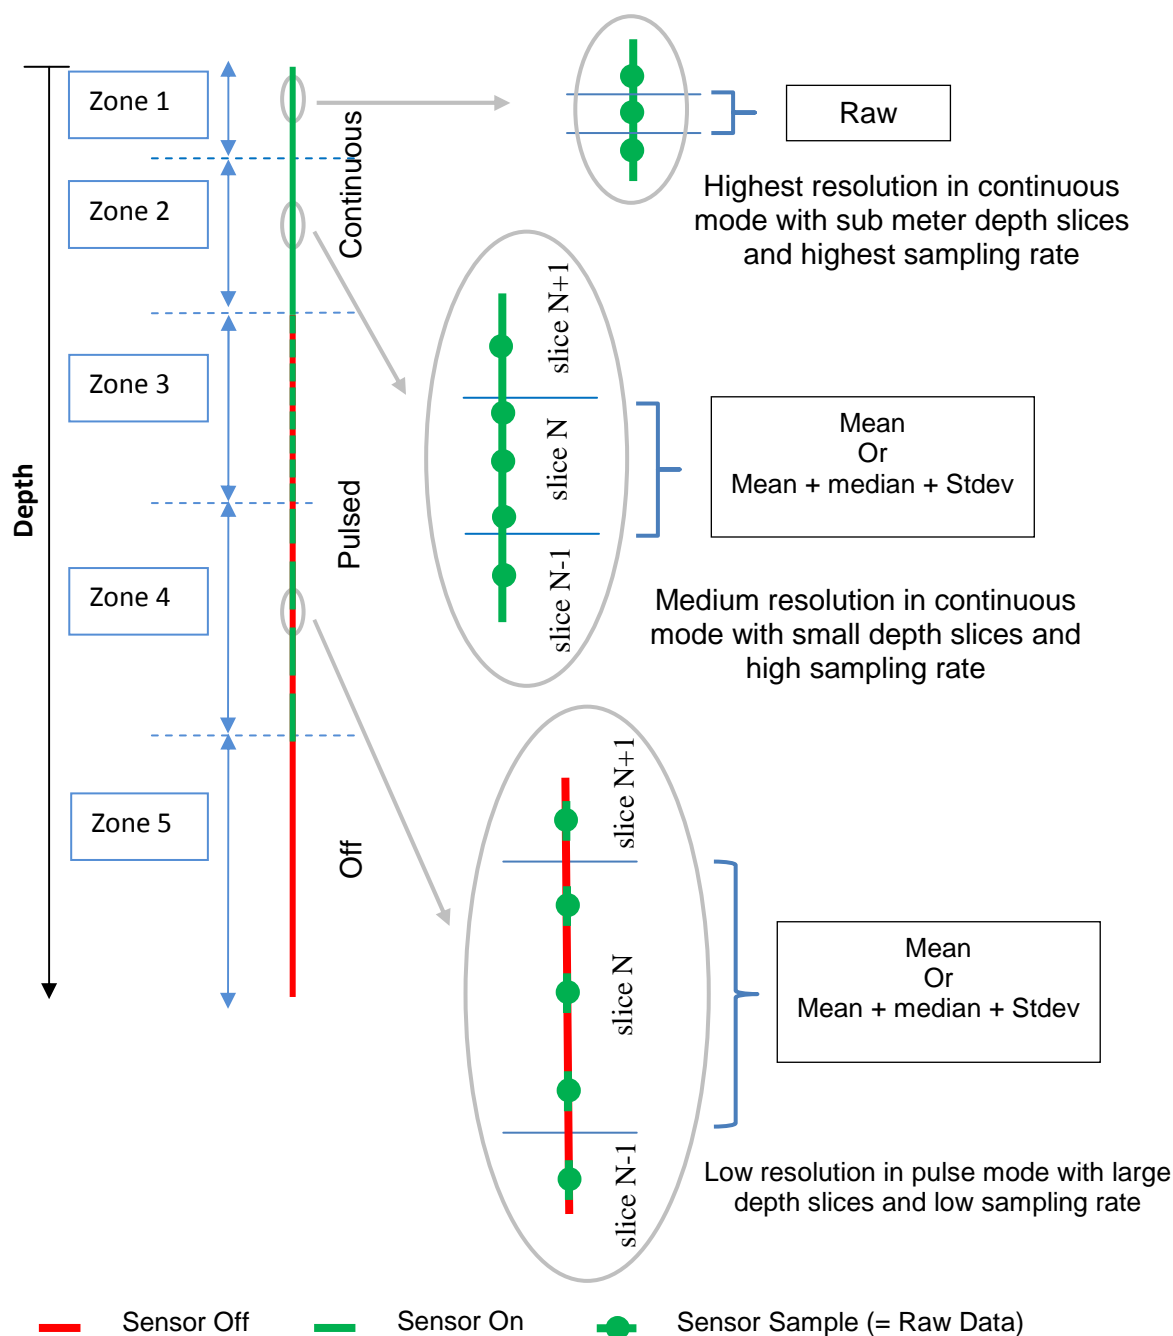 Depth
Zone 1
Zone 2
Zone 3
Zone 4
Zone 5
Continuous
Pulsed
Off
Raw
Highest resolution in continuous
mode with sub meter depth slices
and highest sampling rate
slice N+1
slice N
slice N-1
Mean
Or
Mean + median + Stdev
Medium resolution in continuous
mode with small depth slices and
high sampling rate
slice N+1
slice N
slice N-1
Mean
Or
Mean + median + Stdev
Low resolution in pulse mode with large
depth slices and low sampling rate
Sensor Off
Sensor On
Sensor Sample (= Raw Data)